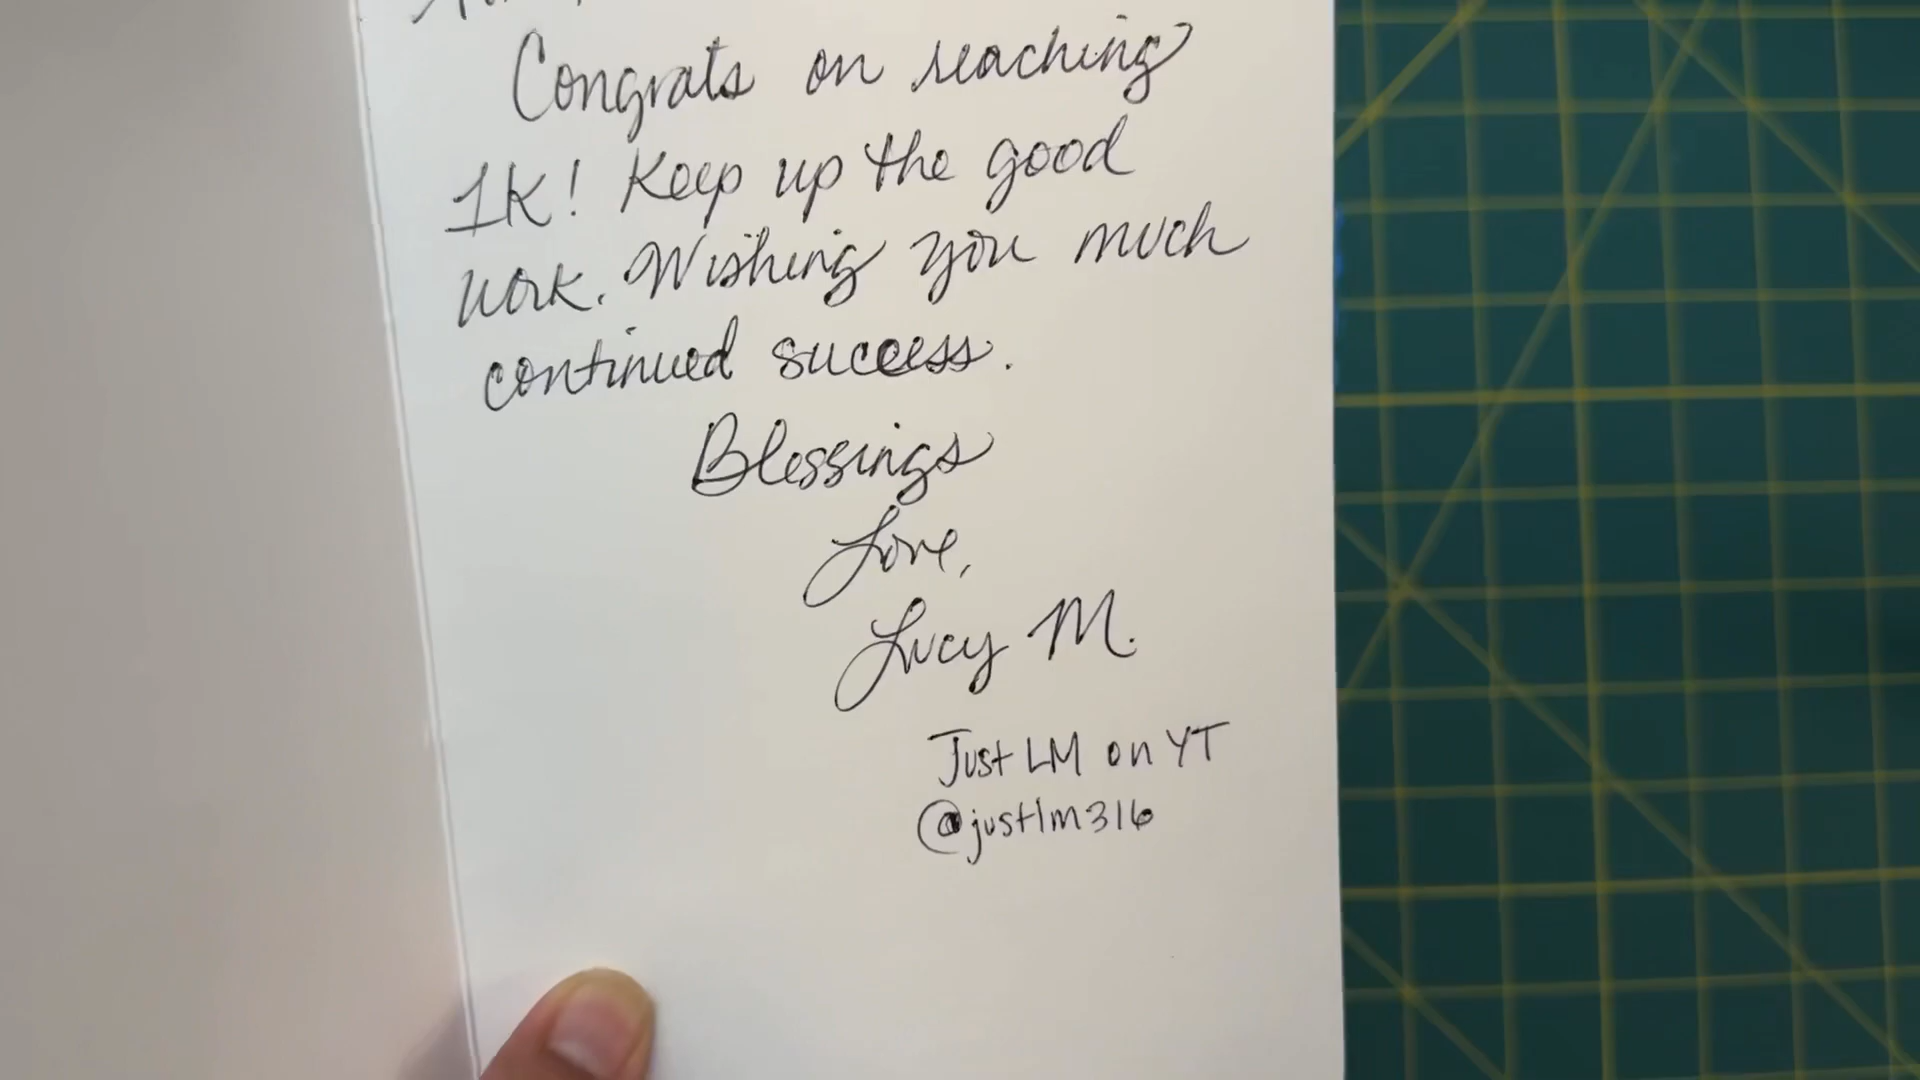 Congrats on reaching
1K! Keep up the good
work. Wishing you much
continued success.
Blessings
Love,
Lucy M.
Just LM on YT
@justlm316